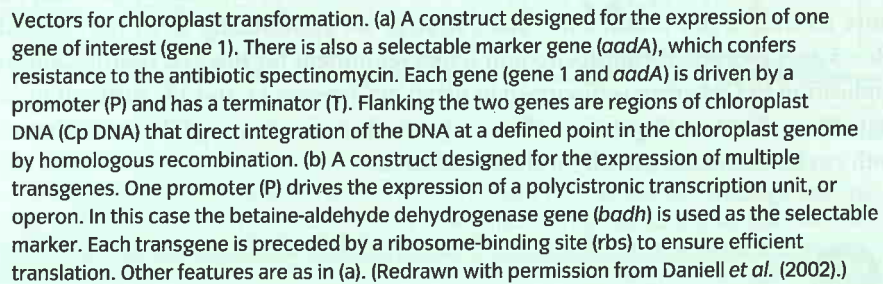 Vectors for chloroplast transformation. (a) A construct designed for the expression of one
gene of interest (gene 1). There is also a selectable marker gene (aadA), which confers
resistance to the antibiotic spectinomycin. Each gene (gene 1 and aadA) is driven by a
promoter (P) and has a terminator (T). Flanking the two genes are regions of chloroplast
DNA (Cp DNA) that direct integration of the DNA at a defined point in the chloroplast genome
by homologous recombination. (b) A construct designed for the expression of multiple
transgenes. One promoter (P) drives the expression of a polycistronic transcription unit, or
operon. In this case the betaine-aldehyde dehydrogenase gene (badh) is used as the selectable
marker. Each transgene is preceded by a ribosome-binding site (rbs) to ensure efficient
translation. Other features are as in (a). (Redrawn with permission from Daniell et al. (2002).)